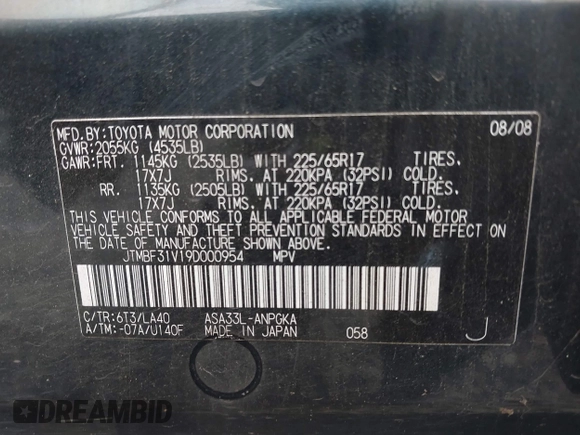 MFD.BY:TOYOTA MOTOR CORPORATION 08/08
GVWR:2055KG (4535LB)
GAWR:FRT. 1145KG (2535LB) WITH 225/65R17 TIRES.
17X7J RIMS. AT 220KPA (32PSI) COLD.
RR. 1135KG (2505LB) WITH 225/65R17 TIRES.
17X7J RIMS. AT 220KPA (32PSI) COLD.
THIS VEHICLE CONFORMS TO ALL APPLICABLE FEDERAL MOTOR
VEHICLE SAFETY AND THEFT PREVENTION STANDARDS IN EFFECT
ON THE DATE OF MANUFACTURE SHOWN ABOVE.
JTMBF31V19D000954 MPV
C/TR:6T3/LA40 ASA33L-ANPGKA
A/TM:-07A/U140F MADE IN JAPAN 058 J
DREAMBID